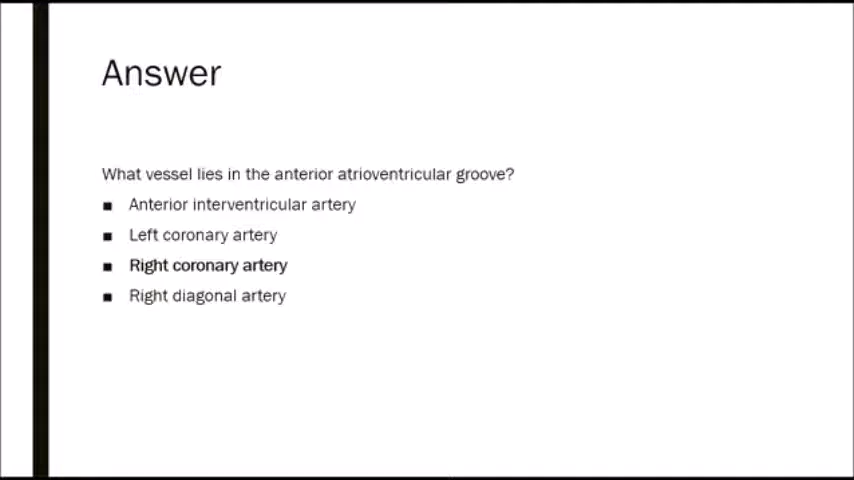 Answer
What vessel lies in the anterior atrioventricular groove?
■ Anterior interventricular artery
■ Left coronary artery
■ Right coronary artery
■ Right diagonal artery